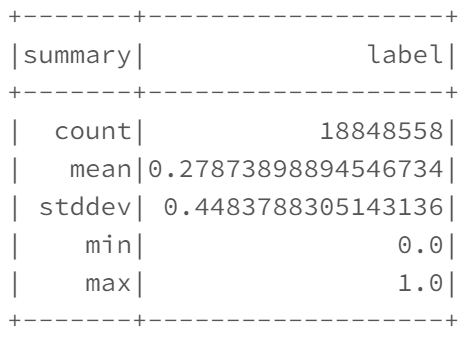 +-------+-------------------+
|summary|              label|
+-------+-------------------+
|  count|           18848558|
|   mean|0.27873898894546734|
| stddev| 0.4483788305143136|
|    min|                0.0|
|    max|                1.0|
+-------+-------------------+